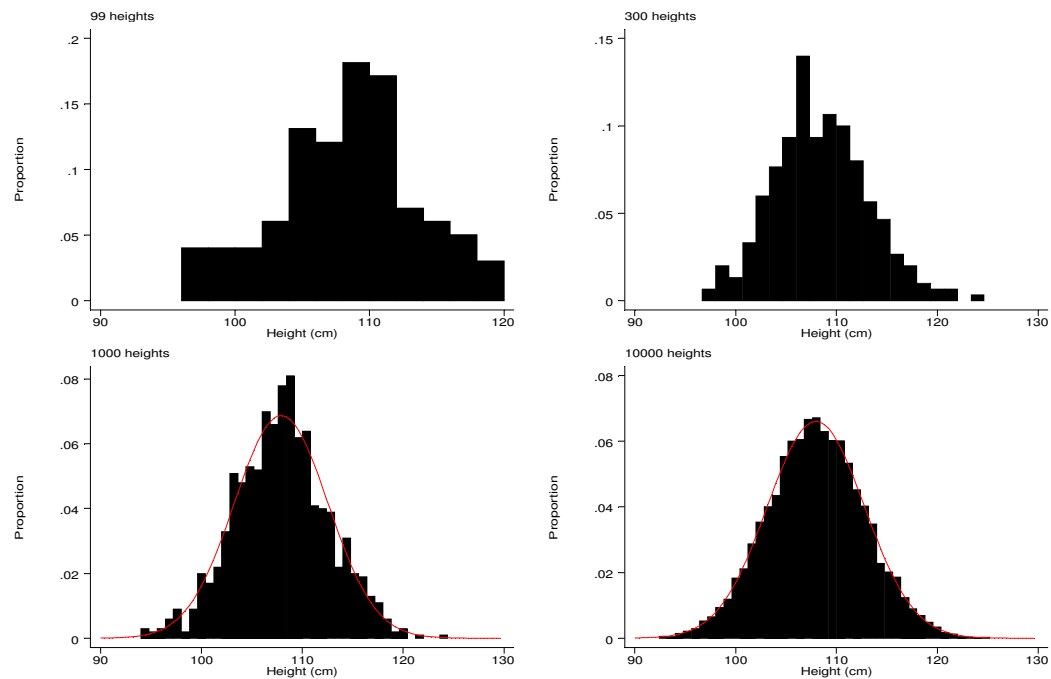 99 heights
.2
.15
.1
.05
0
Proportion
90 100 110 120
Height (cm)
300 heights
.15
.1
.05
0
Proportion
90 100 110 120 130
Height (cm)
1000 heights
.08
.06
.04
.02
0
Proportion
90 100 110 120 130
Height (cm)
10000 heights
.08
.06
.04
.02
0
Proportion
90 100 110 120 130
Height (cm)